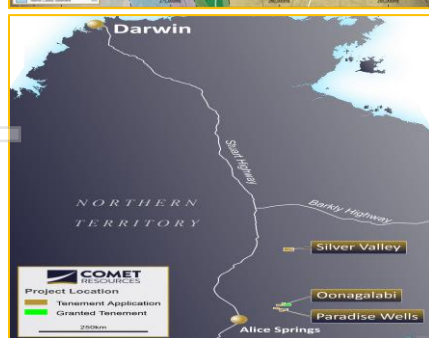 Darwin
Stuart Highway
NORTHERN
TERRITORY
Barkly Highway
Silver Valley
COMET
RESOURCES
Project Location
Tenement Application
Granted Tenement
250km
Oonagalabi
Paradise Wells
Alice Springs